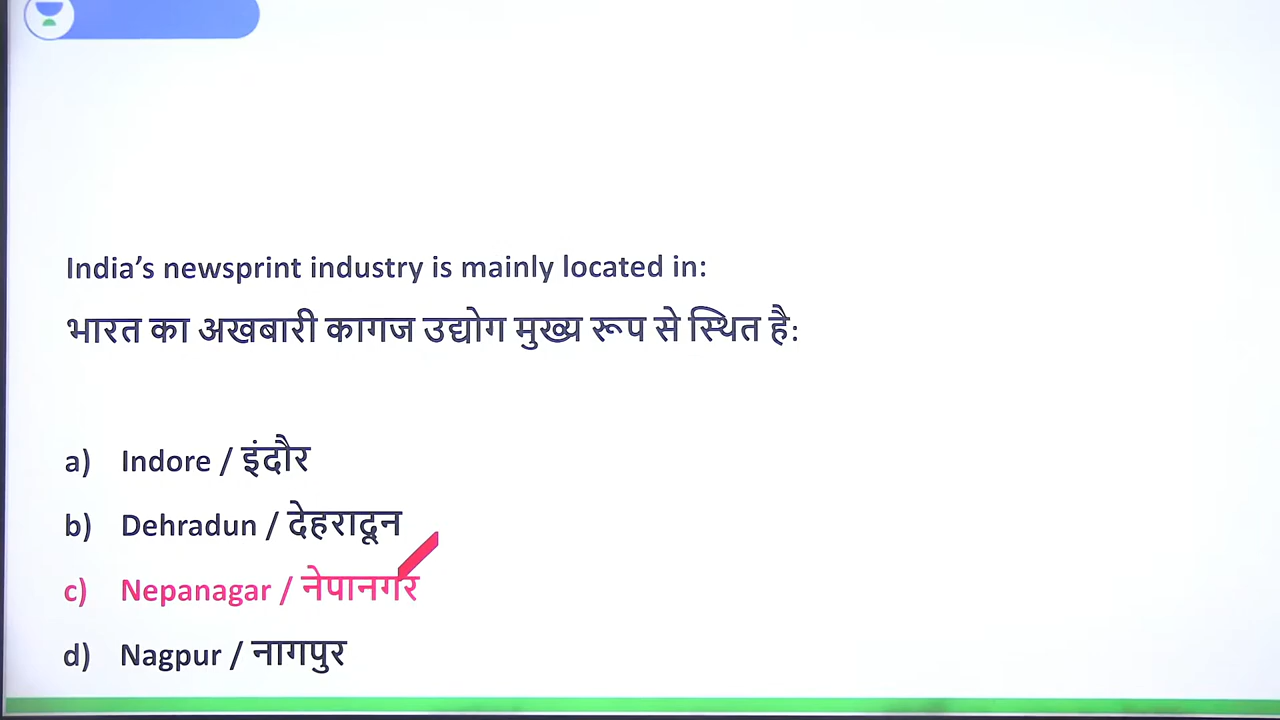 India's newsprint industry is mainly located in:
भारत का अखबारी कागज उद्योग मुख्य रूप से स्थित है:
a) Indore / इंदौर
b) Dehradun / देहरादून
c) Nepanagar / नेपानगर
d) Nagpur / नागपुर